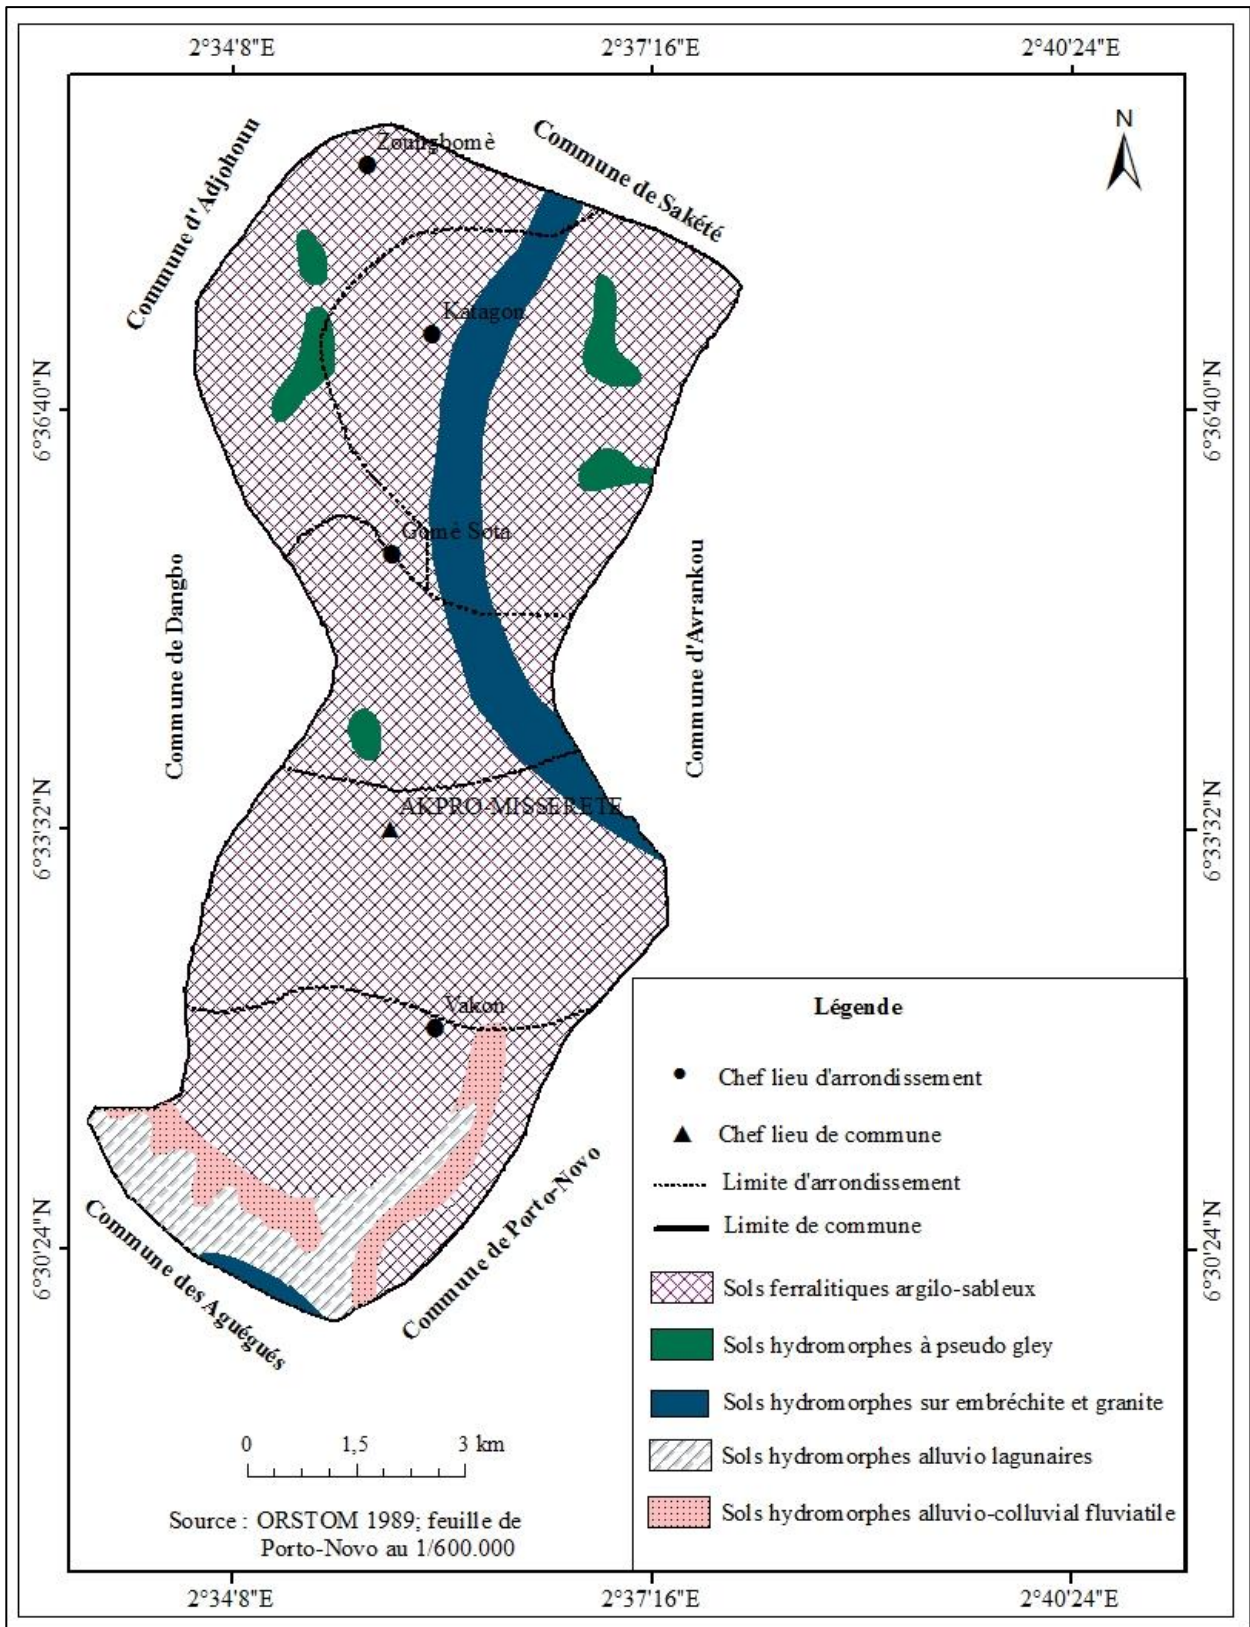 2°34'8"E
2°37'16"E
2°40'24"E
N
Zoungbomè
Commune d'Adjohoun
Commune de Sakété
Katagon
6°36'40"N
6°36'40"N
Gomè Sota
Commune de Dangbo
Commune d'Avrankou
AKPRO-MISSERETE
6°33'32"N
6°33'32"N
Vakon
Commune des Aguégués
Commune de Porto-Novo
6°30'24"N
6°30'24"N
Légende
Chef lieu d'arrondissement
Chef lieu de commune
Limite d'arrondissement
Limite de commune
Sols ferralitiques argilo-sableux
Sols hydromorphes à pseudo gley
Sols hydromorphes sur embréchite et granite
Sols hydromorphes alluvio lagunaires
Sols hydromorphes alluvio-colluvial fluviatile
0 1,5 3 km
Source : ORSTOM 1989; feuille de
Porto-Novo au 1/600.000
2°34'8"E
2°37'16"E
2°40'24"E